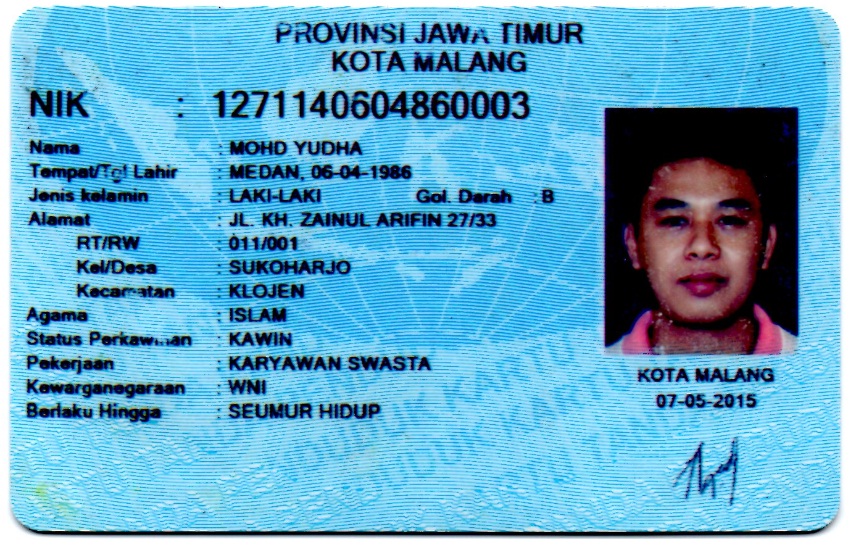 PROVINSI JAWA TIMUR
KOTA MALANG
NIK : 1271140604860003
Nama : MOHD YUDHA
Tempat/Tgl Lahir : MEDAN, 06-04-1986
Jenis kelamin : LAKI-LAKI Gol. Darah : B
Alamat : JL. KH. ZAINUL ARIFIN 27/33
RT/RW : 011/001
Kel/Desa : SUKOHARJO
Kecamatan : KLOJEN
Agama : ISLAM
Status Perkawinan : KAWIN
Pekerjaan : KARYAWAN SWASTA
Kewarganegaraan : WNI
Berlaku Hingga : SEUMUR HIDUP
KOTA MALANG
07-05-2015